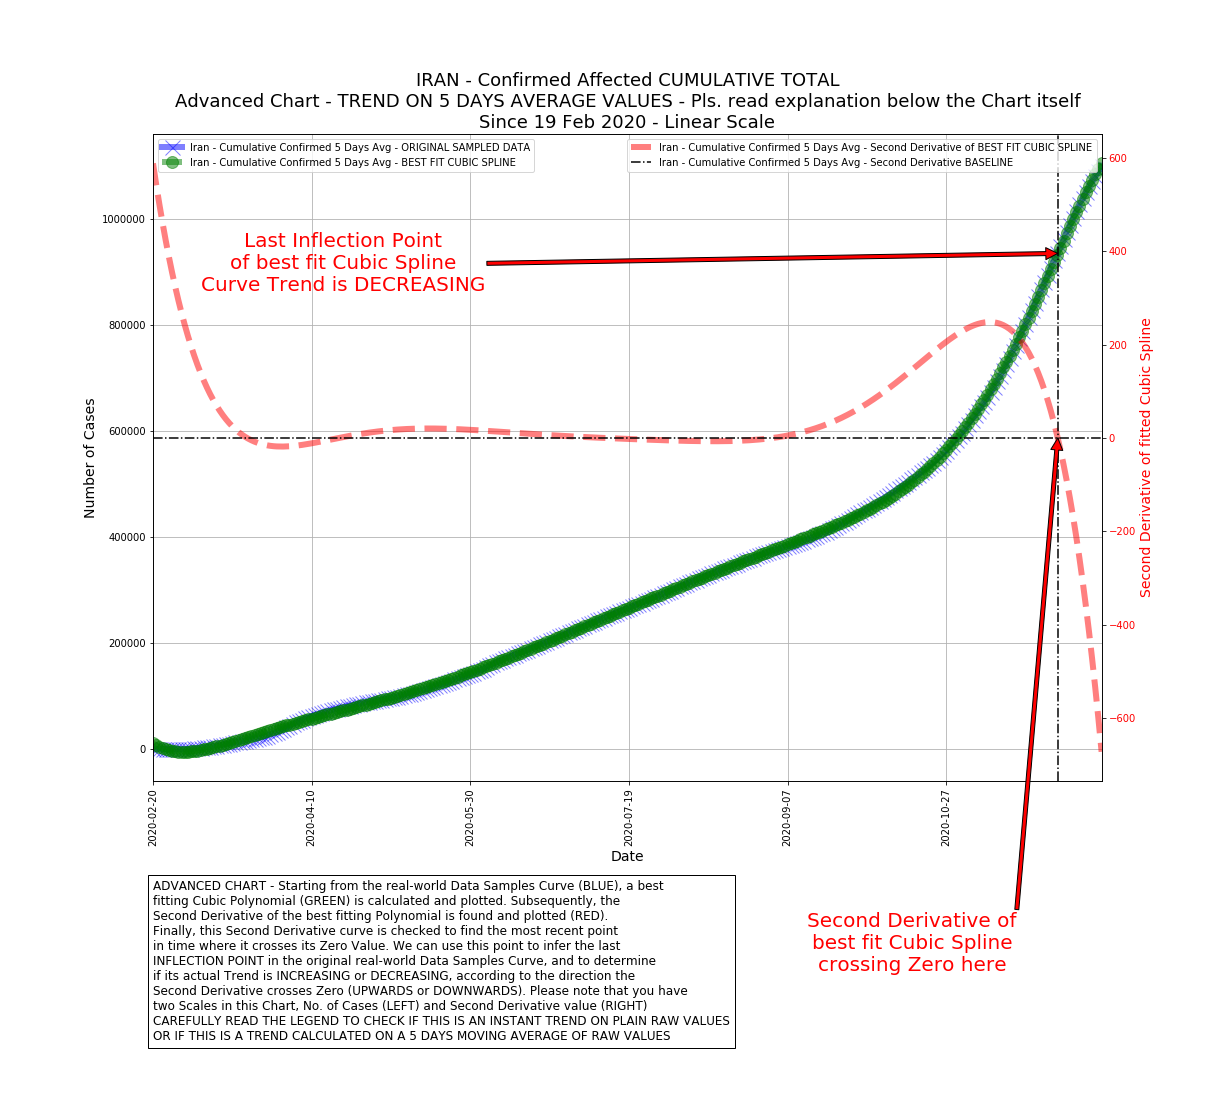 IRAN - Confirmed Affected CUMULATIVE TOTAL
Advanced Chart - TREND ON 5 DAYS AVERAGE VALUES - Pls. read explanation below the Chart itself
Since 19 Feb 2020 - Linear Scale
Iran - Cumulative Confirmed 5 Days Avg - ORIGINAL SAMPLED DATA
Iran - Cumulative Confirmed 5 Days Avg - BEST FIT CUBIC SPLINE
Iran - Cumulative Confirmed 5 Days Avg - Second Derivative of BEST FIT CUBIC SPLINE
Iran - Cumulative Confirmed 5 Days Avg - Second Derivative BASELINE
Last Inflection Point
of best fit Cubic Spline
Curve Trend is DECREASING
Number of Cases
1000000
800000
600000
400000
200000
0
600
400
200
0
−200
−400
−600
Second Derivative of fitted Cubic Spline
2020-02-20
2020-04-10
2020-05-30
2020-07-19
2020-09-07
2020-10-27
Date
ADVANCED CHART - Starting from the real-world Data Samples Curve (BLUE), a best
fitting Cubic Polynomial (GREEN) is calculated and plotted. Subsequently, the
Second Derivative of the best fitting Polynomial is found and plotted (RED).
Finally, this Second Derivative curve is checked to find the most recent point
in time where it crosses its Zero Value. We can use this point to infer the last
INFLECTION POINT in the original real-world Data Samples Curve, and to determine
if its actual Trend is INCREASING or DECREASING, according to the direction the
Second Derivative crosses Zero (UPWARDS or DOWNWARDS). Please note that you have
two Scales in this Chart, No. of Cases (LEFT) and Second Derivative value (RIGHT)
CAREFULLY READ THE LEGEND TO CHECK IF THIS IS AN INSTANT TREND ON PLAIN RAW VALUES
OR IF THIS IS A TREND CALCULATED ON A 5 DAYS MOVING AVERAGE OF RAW VALUES
Second Derivative of
best fit Cubic Spline
crossing Zero here